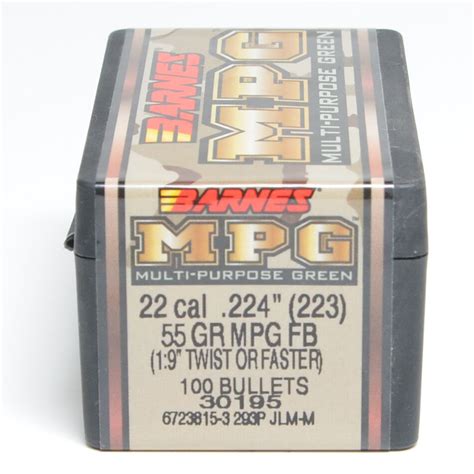 BARNES
MPG
MULTI-PURPOSE GREEN
BARNES
MPG
MULTI-PURPOSE GREEN
22 cal .224" (223)
55 GR MPG FB
(1:9" TWIST OR FASTER)
100 BULLETS
30195
6723815-3 293P JLM-M